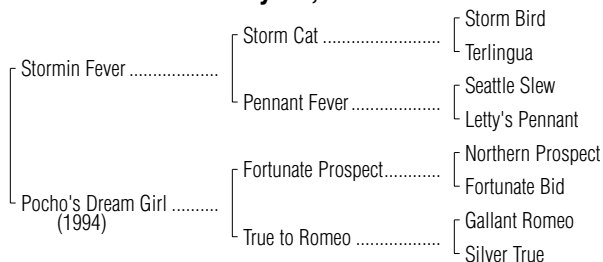 Storm Bird
Storm Cat ........................
Terlingua
Stormin Fever ..................
Seattle Slew
Pennant Fever ..................
Letty's Pennant
Northern Prospect
Fortunate Prospect...........
Fortunate Bid
Pocho's Dream Girl .........
(1994)
Gallant Romeo
True to Romeo .................
Silver True